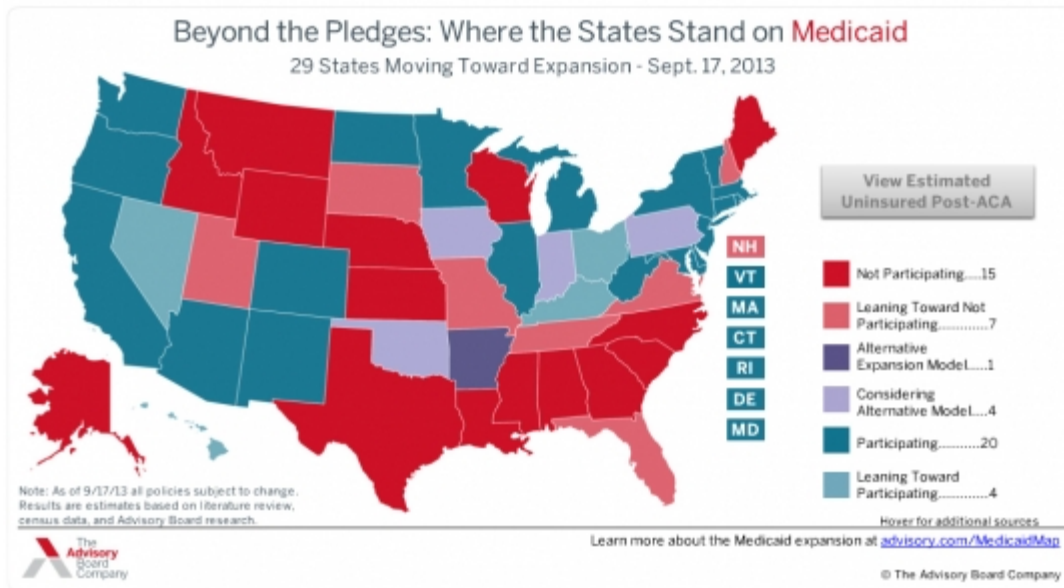 Beyond the Pledges: Where the States Stand on Medicaid
29 States Moving Toward Expansion - Sept. 17, 2013
View Estimated
Uninsured Post-ACA
NH
VT
MA
CT
RI
DE
MD
Not Participating....15
Leaning Toward Not
Participating............7
Alternative
Expansion Model.....1
Considering
Alternative Model....4
Participating..........20
Leaning Toward
Participating............4
Note: As of 9/17/13 all policies subject to change.
Results are estimates based on literature review,
census data, and Advisory Board research.
Hover for additional sources
Learn more about the Medicaid expansion at advisory.com/MedicaidMap
The
Advisory
Board
Company
© The Advisory Board Company